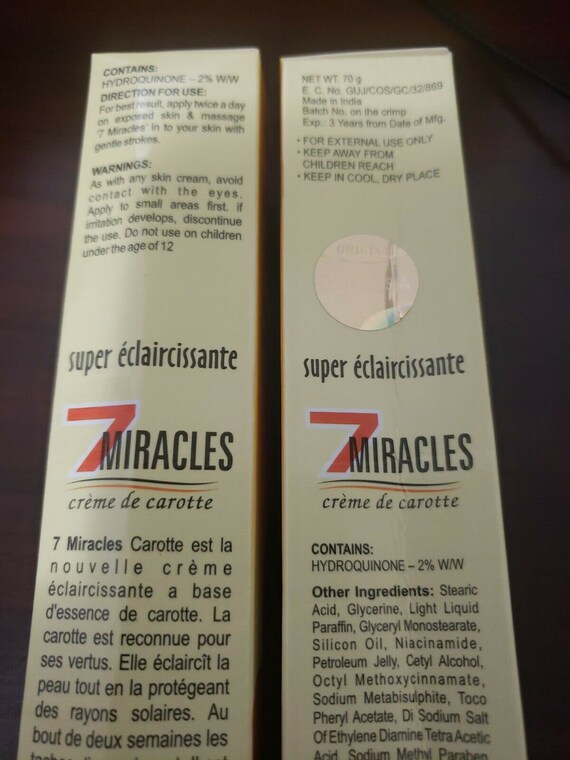 CONTAINS:
HYDROQUINONE – 2% W/W
DIRECTION FOR USE:
For best result, apply twice a day
on exposed skin & massage
'7 Miracles' in to your skin with
gentle strokes.
WARNINGS:
As with any skin cream, avoid
contact with the eyes.
Apply to small areas first. if
irritation develops, discontinue
the use. Do not use on children
under the age of 12
super éclaircissante
7 MIRACLES
crème de carotte
7 Miracles Carotte est la
nouvelle crème
éclaircissante a base
d'essence de carotte. La
carotte est reconnue pour
ses vertus. Elle éclaircît la
peau tout en la protégeant
des rayons solaires. Au
bout de deux semaines les
NET WT. 70 g
E. C. No. GUJ/COS/GC/32/869
Made in India
Batch No. on the crimp
Exp.: 3 Years from Date of Mfg.
• FOR EXTERNAL USE ONLY
• KEEP AWAY FROM
CHILDREN REACH
• KEEP IN COOL, DRY PLACE
ORIGINAL
super éclaircissante
7 MIRACLES
crème de carotte
CONTAINS:
HYDROQUINONE – 2% W/W
Other Ingredients: Stearic
Acid, Glycerine, Light Liquid
Paraffin, Glyceryl Monostearate,
Silicon Oil, Niacinamide,
Petroleum Jelly, Cetyl Alcohol,
Octyl Methoxycinnamate,
Sodium Metabisulphite, Toco
Pheryl Acetate, Di Sodium Salt
Of Ethylene Diamine Tetra Acetic
Acid, Sodium Methyl Paraben